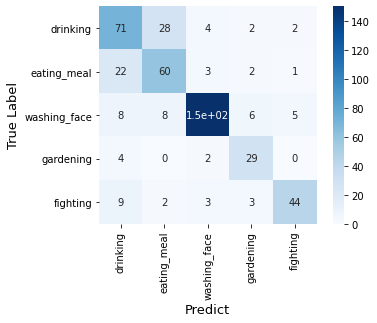 drinking 71 28 4 2 2
eating_meal 22 60 3 2 1
washing_face 8 8 1.5e+02 6 5
gardening 4 0 2 29 0
fighting 9 2 3 3 44
True Label
drinking eating_meal washing_face gardening fighting
Predict
140
120
100
80
60
40
20
0